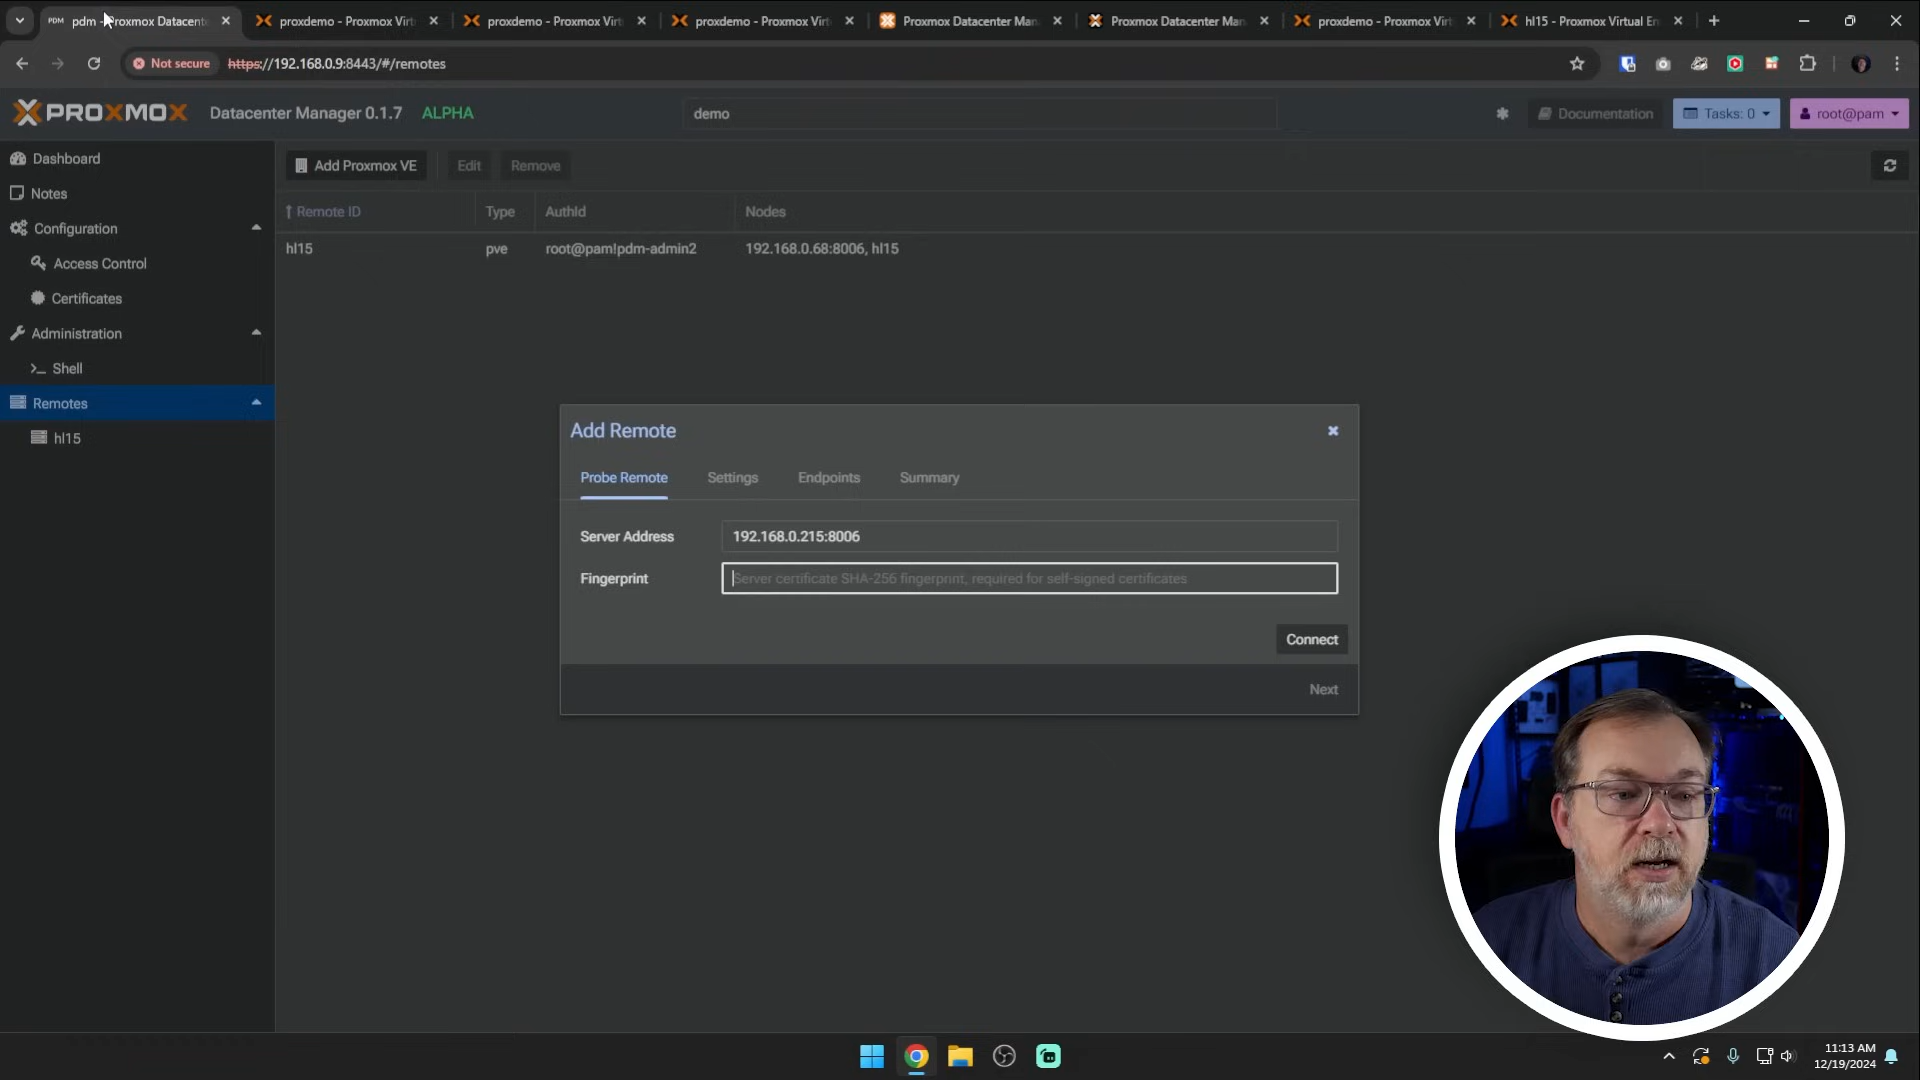 PDM pdm - Proxmox Datacent
proxdemo - Proxmox Virt
proxdemo - Proxmox Virt
proxdemo - Proxmox Virt
Proxmox Datacenter Man
Proxmox Datacenter Man
proxdemo - Proxmox Virt
hl15 - Proxmox Virtual En
Not secure
https://192.168.0.9:8443/#/remotes
PROXMOX
Datacenter Manager 0.1.7
ALPHA
demo
Documentation
Tasks: 0
root@pam
Dashboard
Notes
Configuration
Access Control
Certificates
Administration
Shell
Remotes
hl15
Add Proxmox VE
Edit
Remove
Remote ID
Type
AuthId
Nodes
hl15
pve
root@pam!pdm-admin2
192.168.0.68:8006, hl15
Add Remote
Probe Remote
Settings
Endpoints
Summary
Server Address
192.168.0.215:8006
Fingerprint
Server certificate SHA-256 fingerprint, required for self-signed certificates
Connect
Next
11:13 AM
12/19/2024